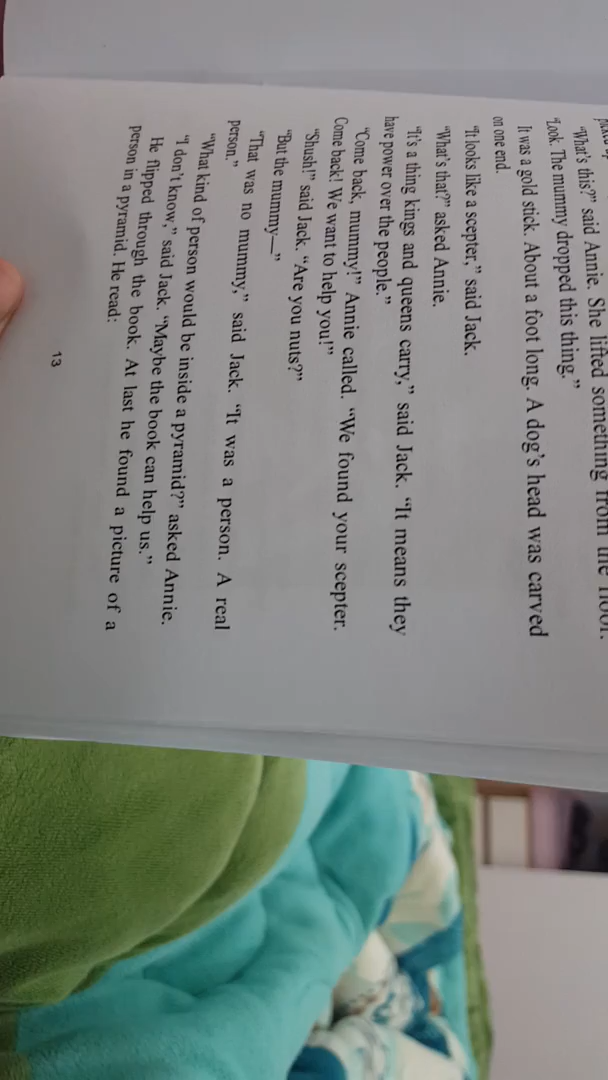 "What's this?" said Annie. She lifted something from the floor.
"Look. The mummy dropped this thing."
It was a gold stick. About a foot long. A dog's head was carved
on one end.
"It looks like a scepter," said Jack.
"What's that?" asked Annie.
"It's a thing kings and queens carry," said Jack. "It means they
have power over the people."
"Come back, mummy!" Annie called. "We found your scepter.
Come back! We want to help you!"
"Shush!" said Jack. "Are you nuts?"
"But the mummy—"
"That was no mummy," said Jack. "It was a person. A real
person."
"What kind of person would be inside a pyramid?" asked Annie.
"I don't know," said Jack. "Maybe the book can help us."
He flipped through the book. At last he found a picture of a
person in a pyramid. He read:
13